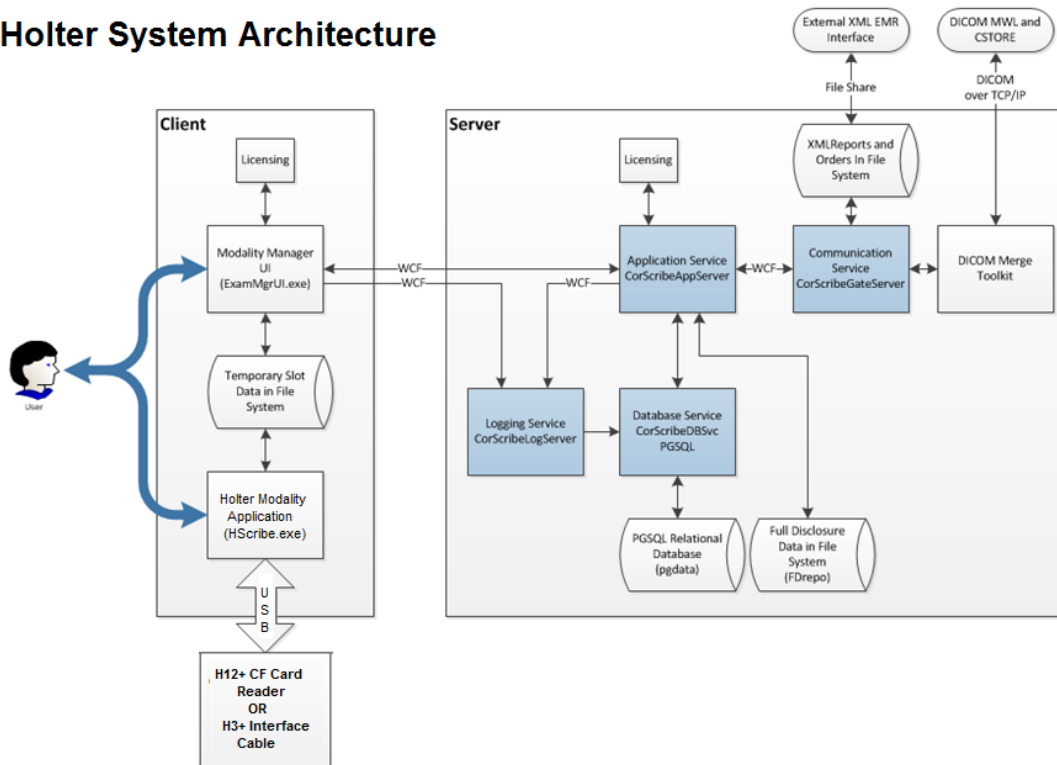 Holter System Architecture
External XML EMR
Interface
DICOM MWL and
CSTORE
File Share
DICOM
over TCP/IP
Client
Server
Licensing
Licensing
XMLReports and
Orders In File
System
Modality Manager
UI
(ExamMgrUI.exe)
WCF
WCF
WCF
Application Service
CorScribeAppServer
WCF
Communication
Service
CorScribeGateServer
DICOM Merge
Toolkit
User
Temporary Slot
Data in File
System
Logging Service
CorScribeLogServer
Database Service
CorScribeDBSvc
PGSQL
Holter Modality
Application
(HScribe.exe)
PGSQL Relational
Database
(pgdata)
Full Disclosure
Data in File
System
(FDrepo)
U
S
B
H12+ CF Card
Reader
OR
H3+ Interface
Cable